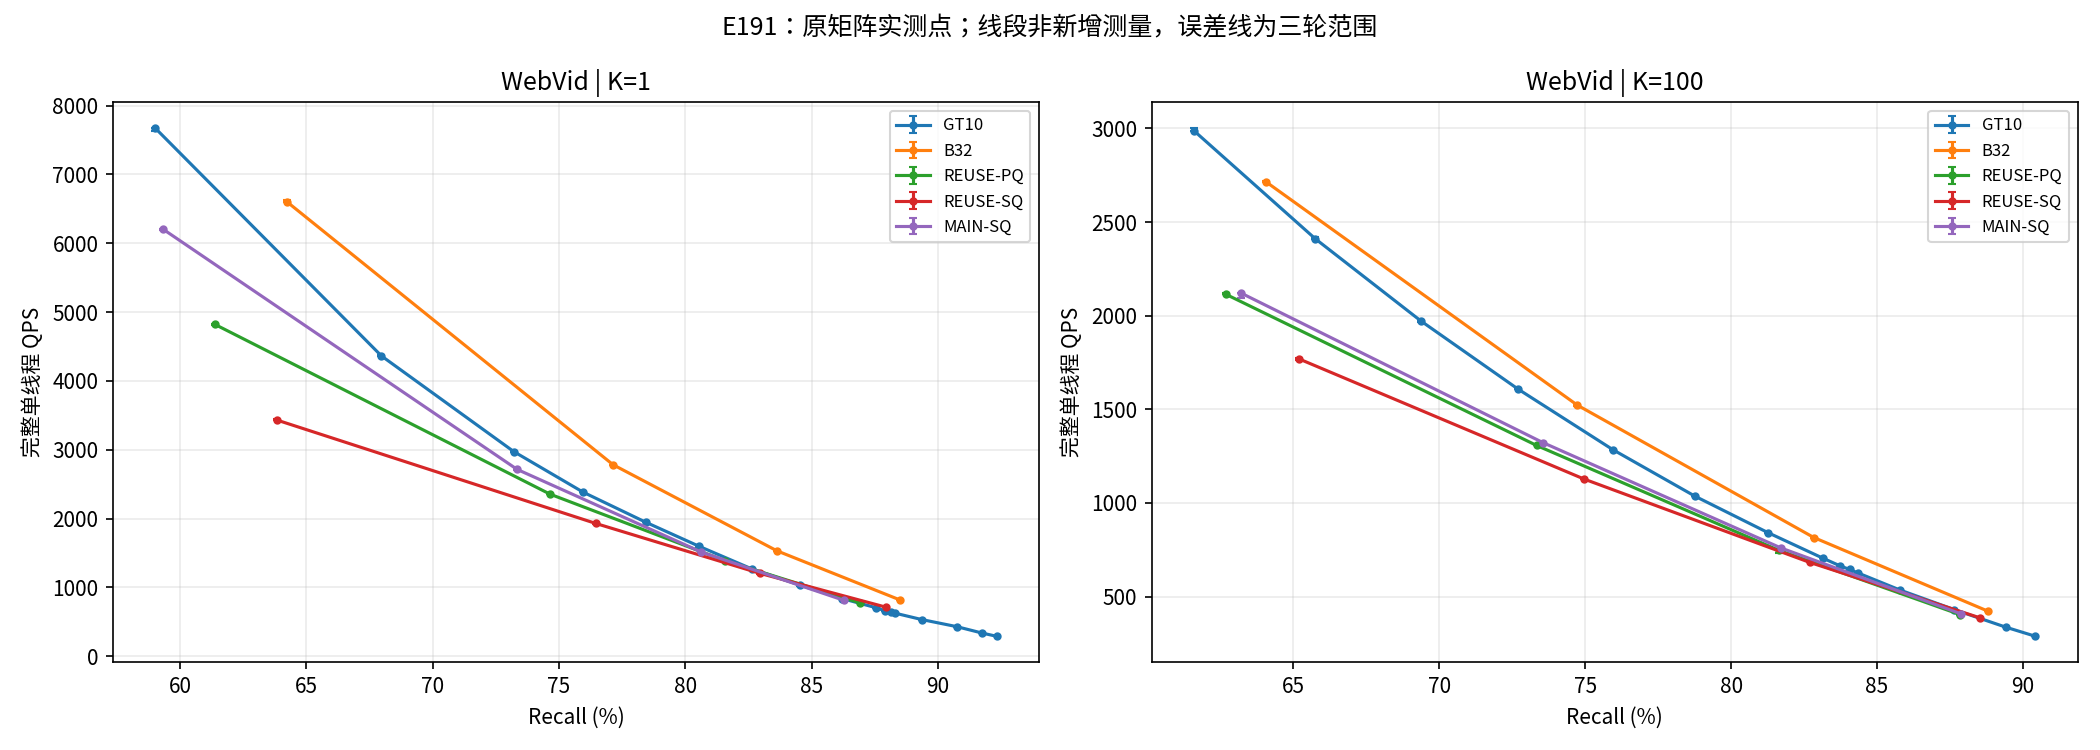 E191：原矩阵实测点；线段非新增测量，误差线为三轮范围
WebVid | K=1
8000
7000
6000
5000
4000
3000
2000
1000
0
完整单线程 QPS
60 65 70 75 80 85 90
Recall (%)
GT10
B32
REUSE-PQ
REUSE-SQ
MAIN-SQ
WebVid | K=100
3000
2500
2000
1500
1000
500
完整单线程 QPS
65 70 75 80 85 90
Recall (%)
GT10
B32
REUSE-PQ
REUSE-SQ
MAIN-SQ